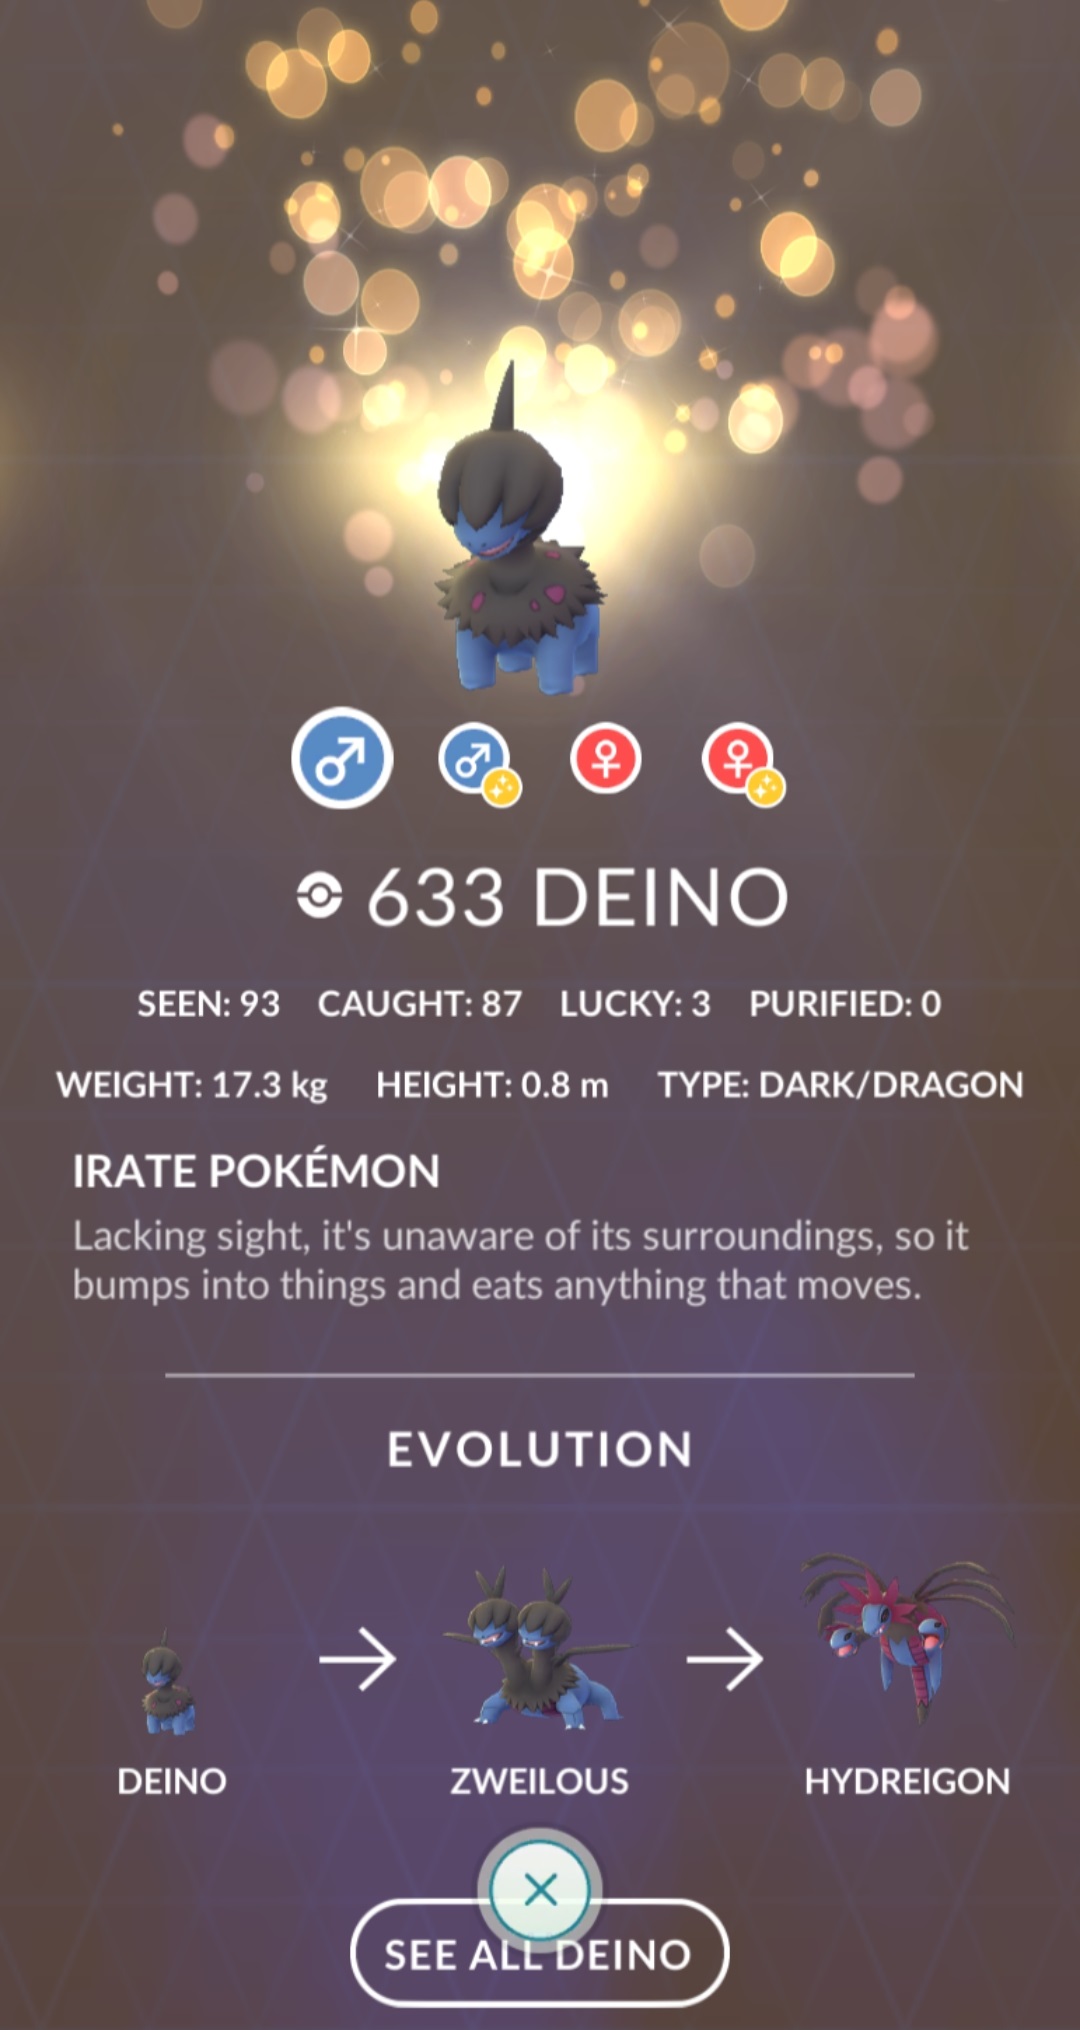 633 DEINO
SEEN: 93 CAUGHT: 87 LUCKY: 3 PURIFIED: 0
WEIGHT: 17.3 kg HEIGHT: 0.8 m TYPE: DARK/DRAGON
IRATE POKÉMON
Lacking sight, it's unaware of its surroundings, so it
bumps into things and eats anything that moves.
EVOLUTION
DEINO ZWEILOUS HYDREIGON
SEE ALL DEINO